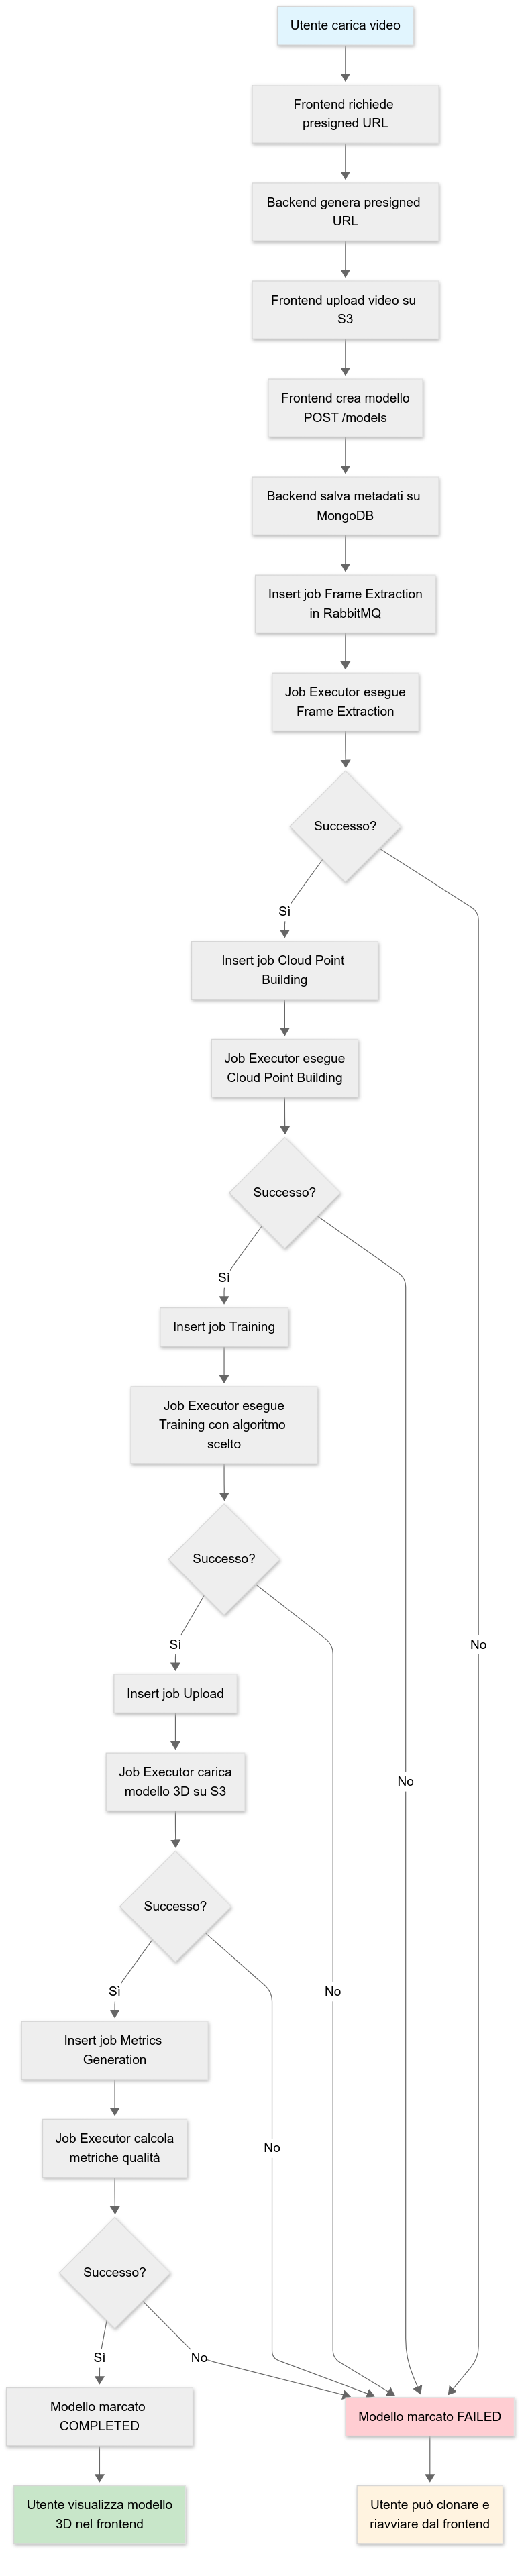 Utente carica video
Frontend richiede
presigned URL
Backend genera presigned
URL
Frontend upload video su
S3
Frontend crea modello
POST /models
Backend salva metadati su
MongoDB
Insert job Frame Extraction
in RabbitMQ
Job Executor esegue
Frame Extraction
Successo?
Sì
Insert job Cloud Point
Building
Job Executor esegue
Cloud Point Building
Successo?
Sì
Insert job Training
Job Executor esegue
Training con algoritmo
scelto
Successo?
Sì
No
Insert job Upload
Job Executor carica
modello 3D su S3
No
Successo?
Sì
No
Insert job Metrics
Generation
Job Executor calcola
metriche qualità
No
Successo?
Sì
No
Modello marcato
COMPLETED
Modello marcato FAILED
Utente visualizza modello
3D nel frontend
Utente può clonare e
riavviare dal frontend